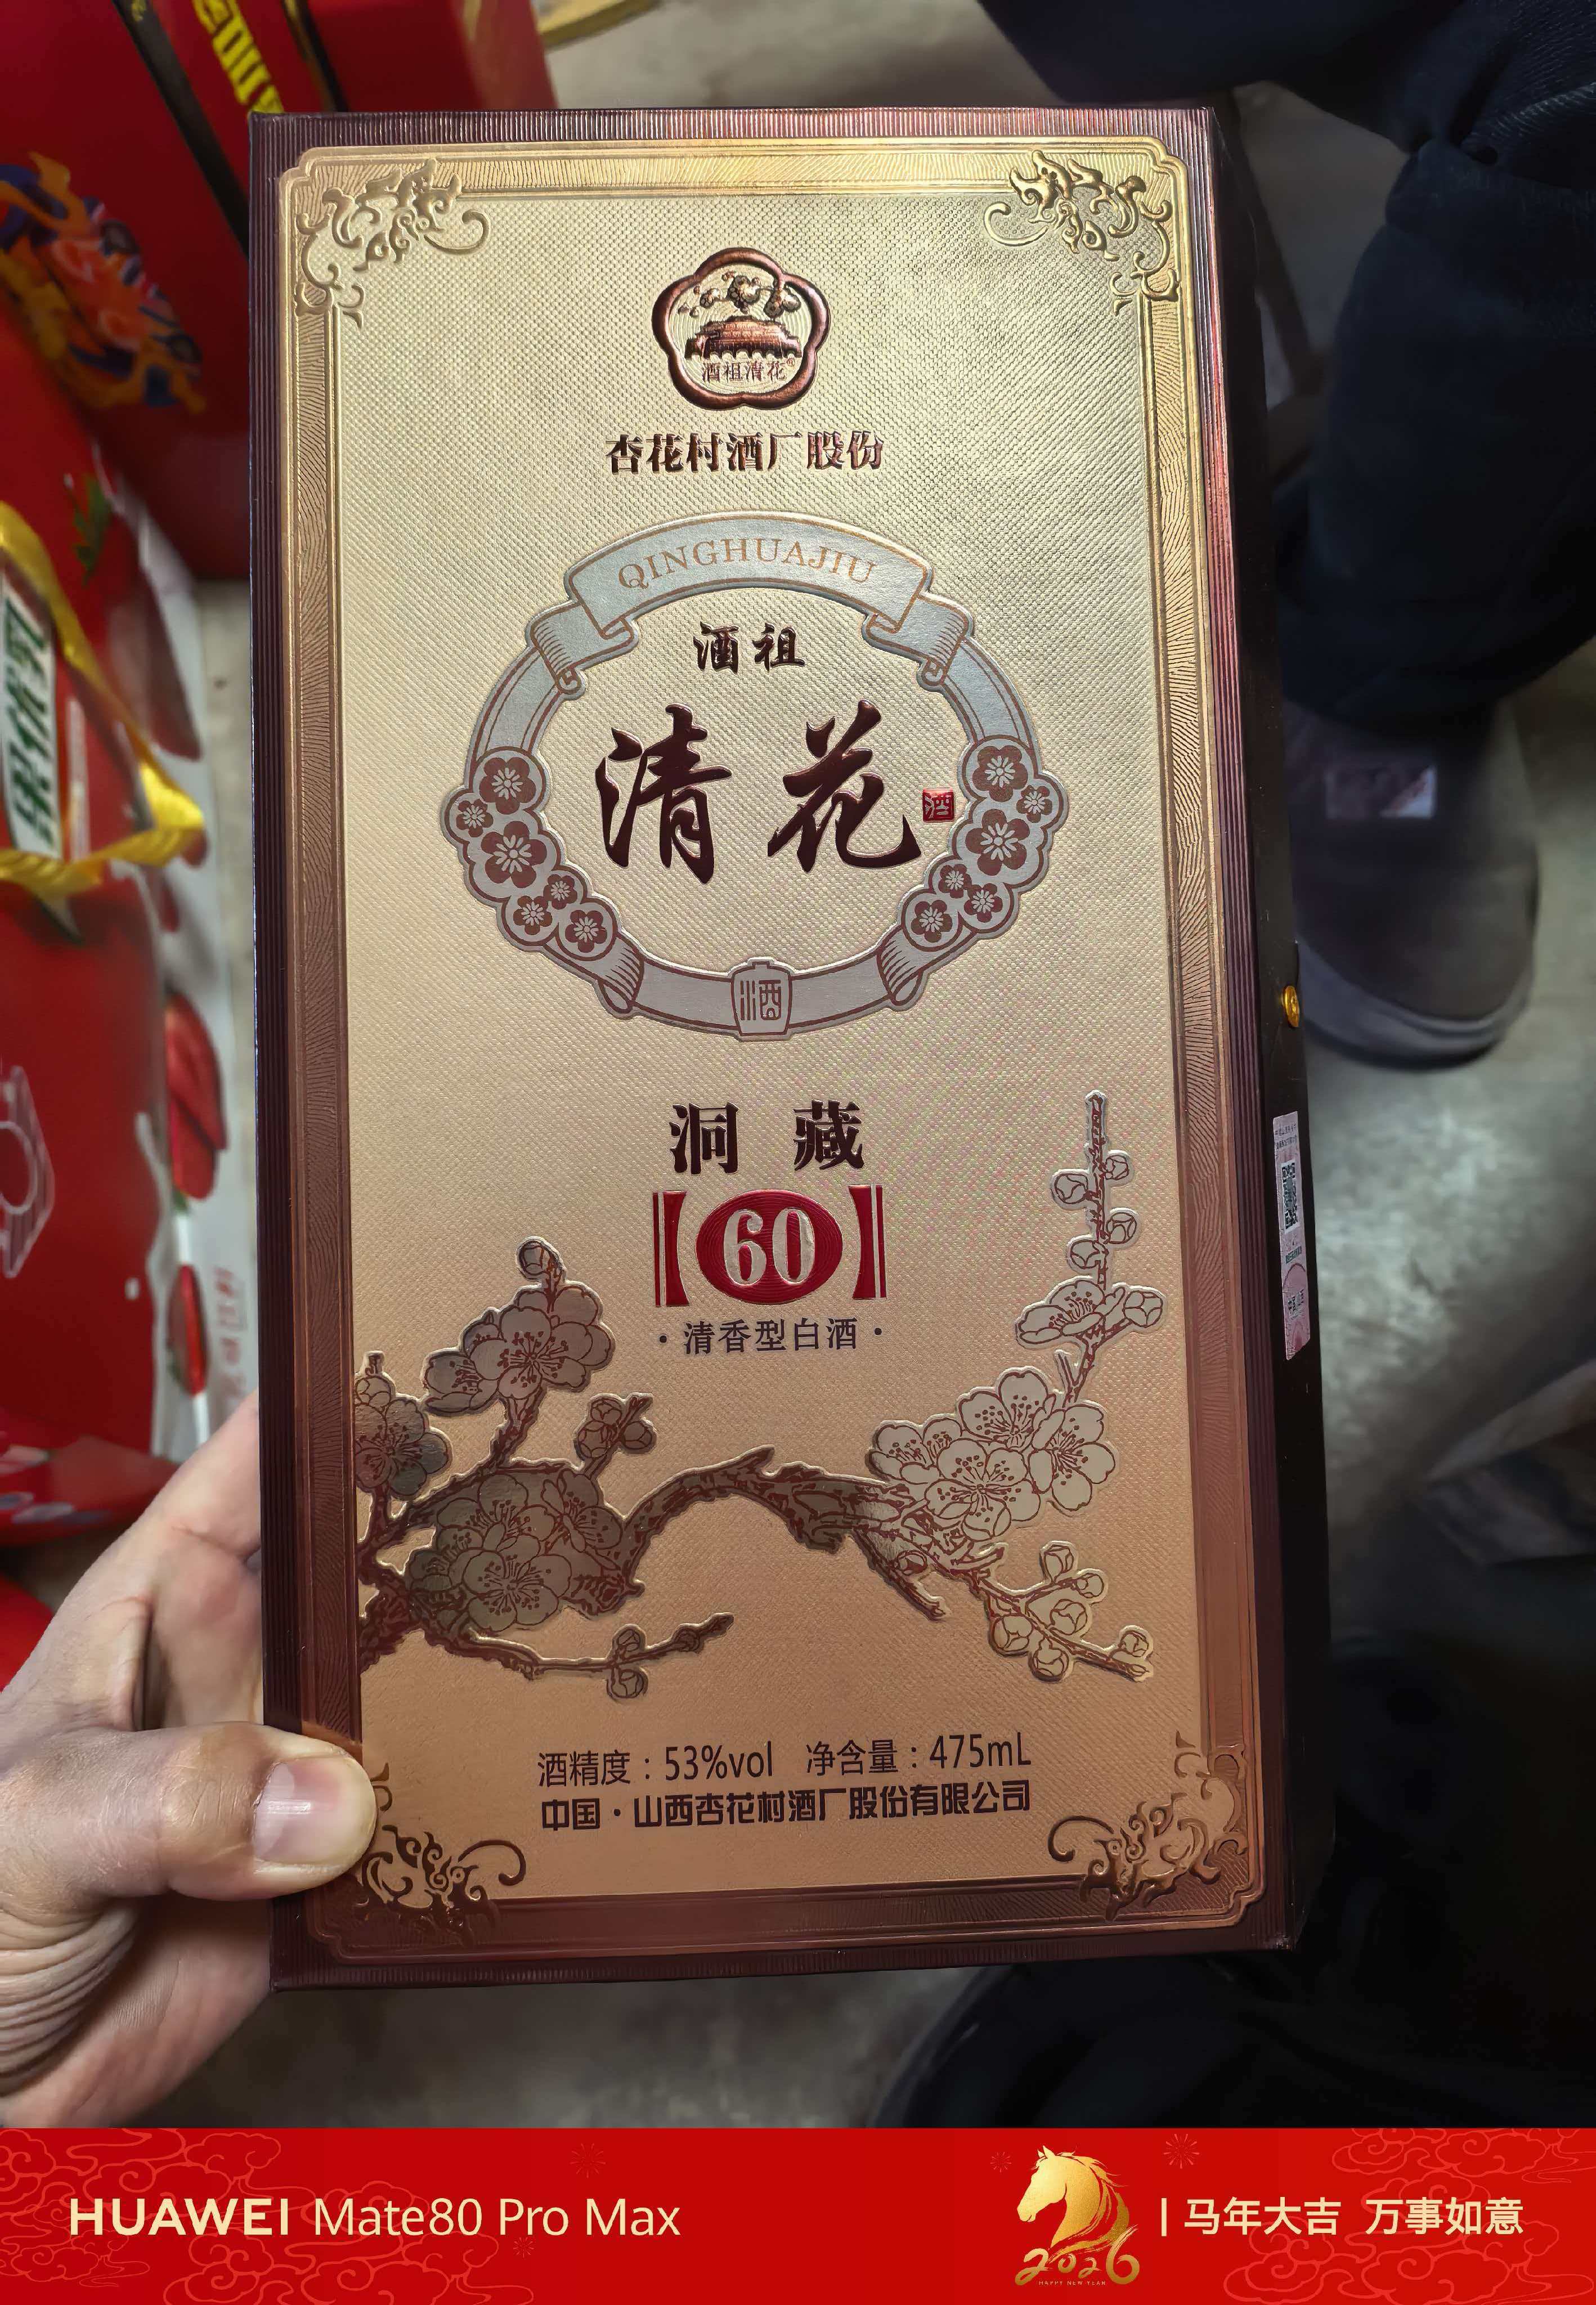 酒祖清花
杏花村酒厂股份
QINGHUAJIU
酒祖
清花
酒
酒
洞藏
60
·清香型白酒·
酒精度：53%vol 净含量：475mL
中国·山西杏花村酒厂股份有限公司
HUAWEI Mate80 Pro Max
2026
HAPPY NEW YEAR
马年大吉 万事如意